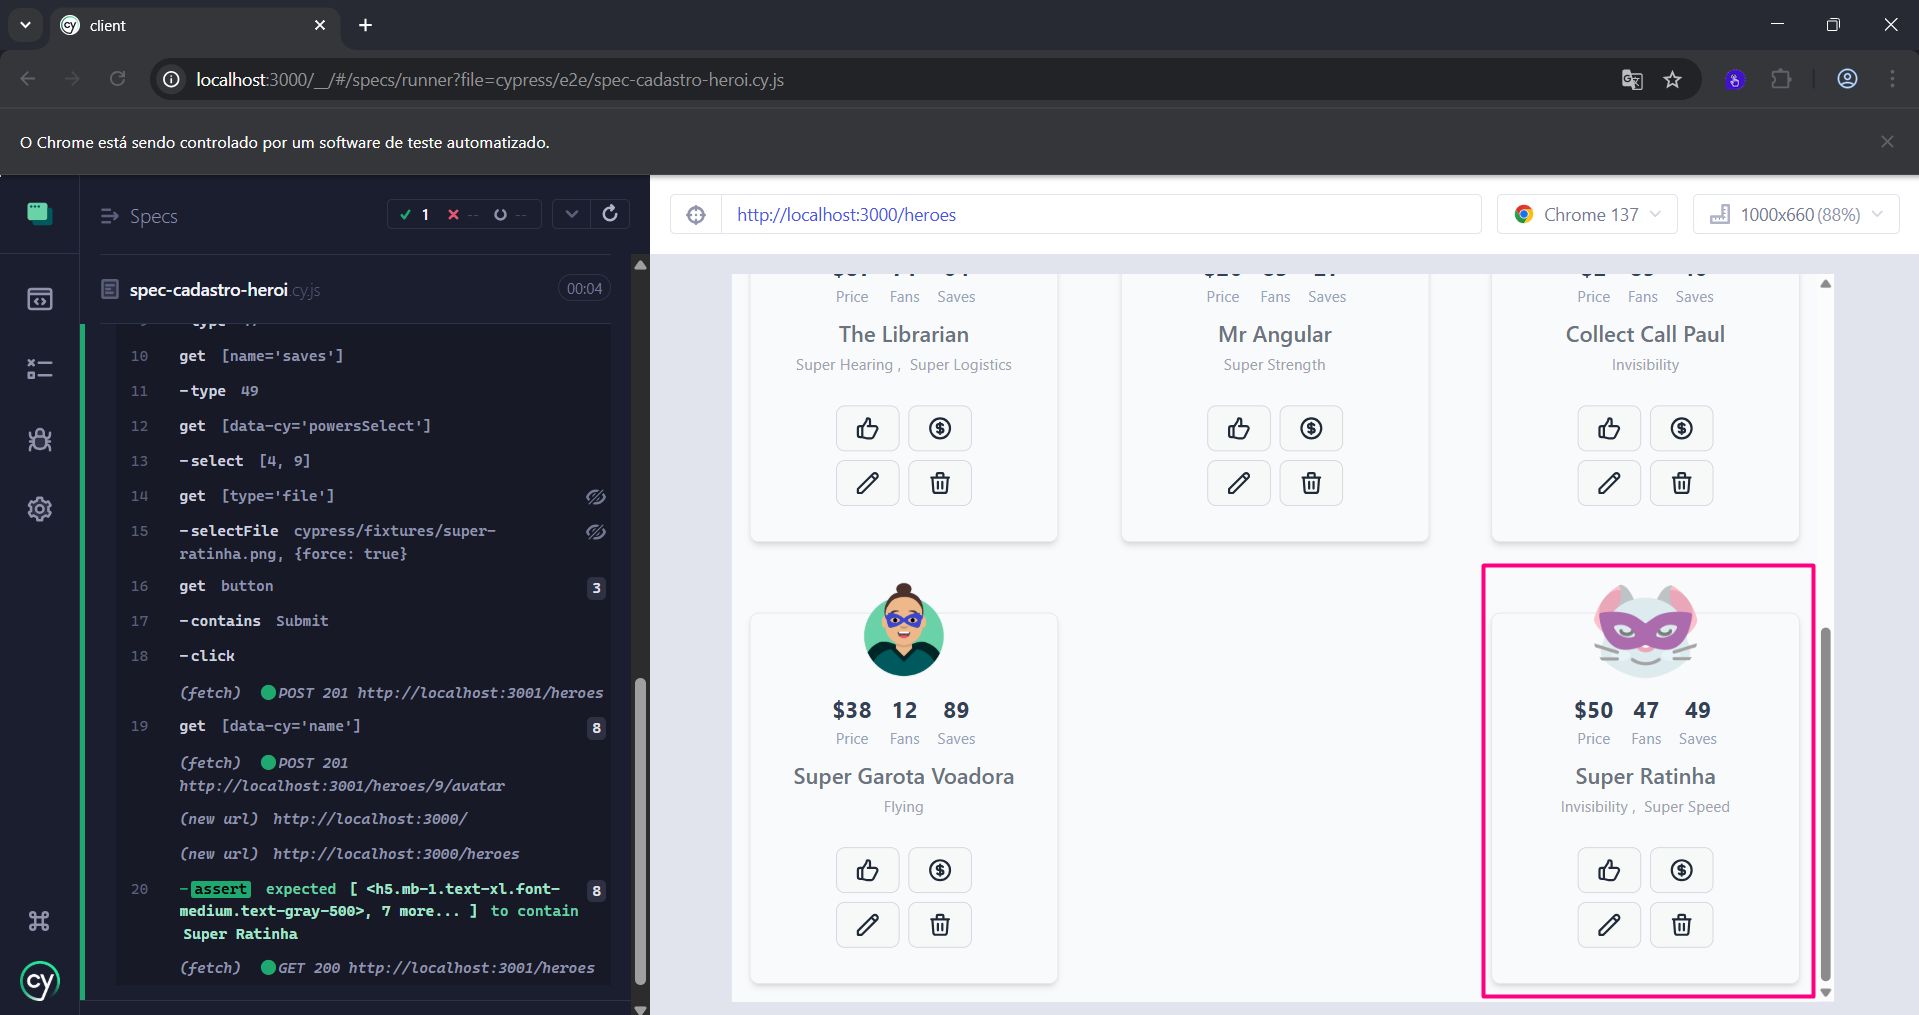 client
localhost:3000/__/#/specs/runner?file=cypress/e2e/spec-cadastro-heroi.cy.js
O Chrome está sendo controlado por um software de teste automatizado.
Specs
1 -- --
spec-cadastro-heroi.cy.js 00:04
10 get [name='saves']
11 -type 49
12 get [data-cy='powersSelect']
13 -select [4, 9]
14 get [type='file']
15 -selectFile cypress/fixtures/super-
ratinha.png, {force: true}
16 get button 3
17 -contains Submit
18 -click
(fetch) POST 201 http://localhost:3001/heroes
19 get [data-cy='name'] 8
(fetch) POST 201
http://localhost:3001/heroes/9/avatar
(new url) http://localhost:3000/
(new url) http://localhost:3000/heroes
20 -assert expected [ <h5.mb-1.text-xl.font-
medium.text-gray-500>, 7 more... ] to contain 8
Super Ratinha
(fetch) GET 200 http://localhost:3001/heroes
cy
http://localhost:3000/heroes
Chrome 137
1000x660 (88%)
Price Fans Saves
The Librarian
Super Hearing , Super Logistics
Price Fans Saves
Mr Angular
Super Strength
Price Fans Saves
Collect Call Paul
Invisibility
$38 12 89
Price Fans Saves
Super Garota Voadora
Flying
$50 47 49
Price Fans Saves
Super Ratinha
Invisibility , Super Speed